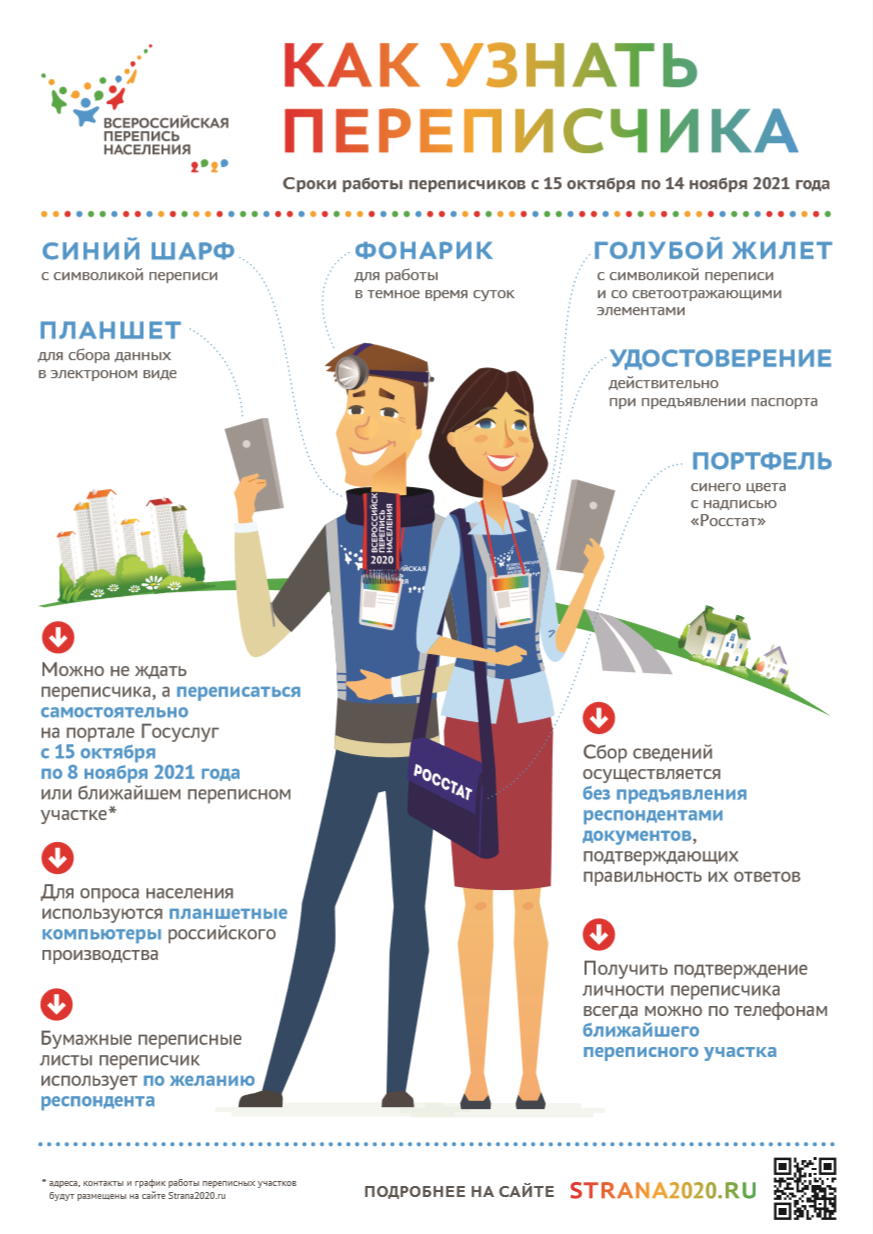 ВСЕРОССИЙСКАЯ
ПЕРЕПИСЬ
НАСЕЛЕНИЯ
2020
КАК УЗНАТЬ
ПЕРЕПИСЧИКА
Сроки работы переписчиков с 15 октября по 14 ноября 2021 года
СИНИЙ ШАРФ
с символикой переписи
ФОНАРИК
для работы
в темное время суток
ГОЛУБОЙ ЖИЛЕТ
с символикой переписи
и со светоотражающими
элементами
ПЛАНШЕТ
для сбора данных
в электроном виде
УДОСТОВЕРЕНИЕ
действительно
при предъявлении паспорта
ПОРТФЕЛЬ
синего цвета
с надписью
«Росстат»
ВСЕРОССИЙСК
ПЕРЕПИСЬ
НАСЕЛЕНИЯ
2020
РОССТАТ
Можно не ждать
переписчика, а переписаться
самостоятельно
на портале Госуслуг
с 15 октября
по 8 ноября 2021 года
или ближайшем переписном
участке*
Для опроса населения
используются планшетные
компьютеры российского
производства
Бумажные переписные
листы переписчик
использует по желанию
респондента
Сбор сведений
осуществляется
без предъявления
респондентами
документов,
подтверждающих
правильность их ответов
Получить подтверждение
личности переписчика
всегда можно по телефонам
ближайшего
переписного участка
* адреса, контакты и график работы переписных участков
будут размещены на сайте Strana2020.ru
ПОДРОБНЕЕ НА САЙТЕ STRANA2020.RU